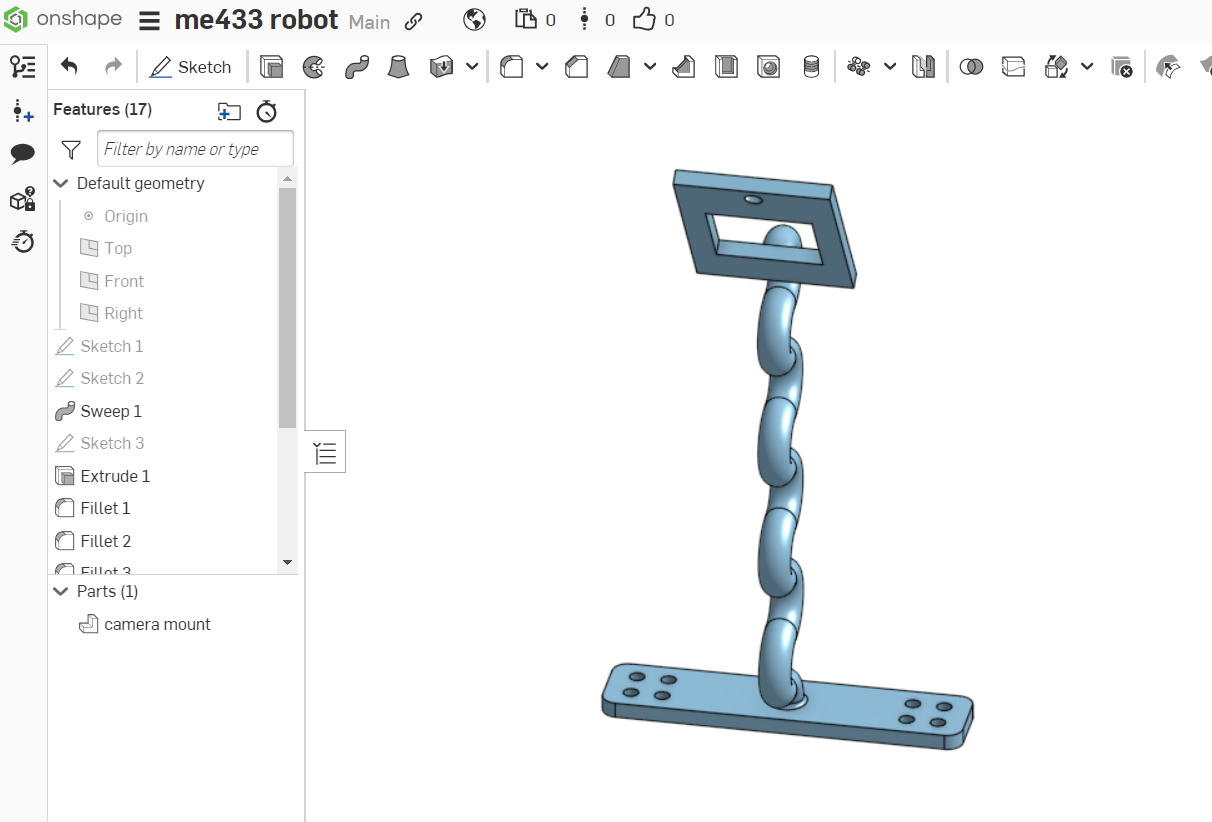 onshape me433 robot Main 0 0 0
Sketch
Features (17)
Filter by name or type
Default geometry
Origin
Top
Front
Right
Sketch 1
Sketch 2
Sweep 1
Sketch 3
Extrude 1
Fillet 1
Fillet 2
Fillet 3
Parts (1)
camera mount